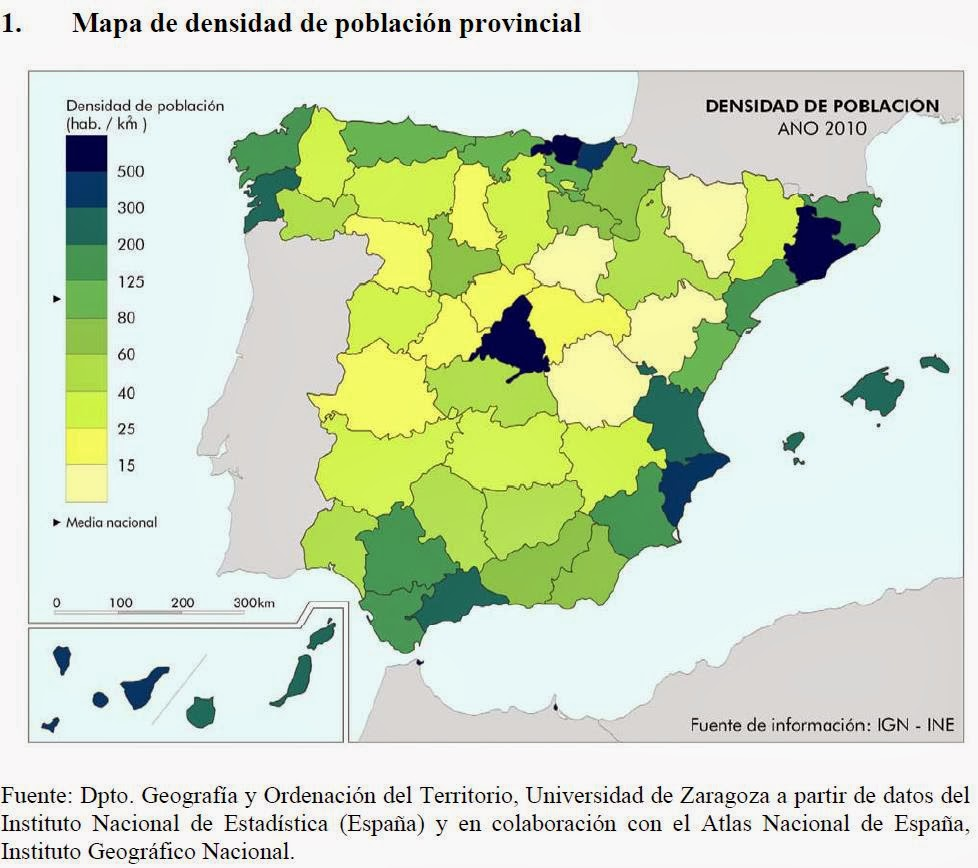 1. Mapa de densidad de población provincial
Densidad de población
(hab. / km²)
500
300
200
125
80
60
40
25
15
Media nacional
DENSIDAD DE POBLACION
ANO 2010
0 100 200 300km
Fuente de información: IGN - INE
Fuente: Dpto. Geografía y Ordenación del Territorio, Universidad de Zaragoza a partir de datos del
Instituto Nacional de Estadística (España) y en colaboración con el Atlas Nacional de España,
Instituto Geográfico Nacional.